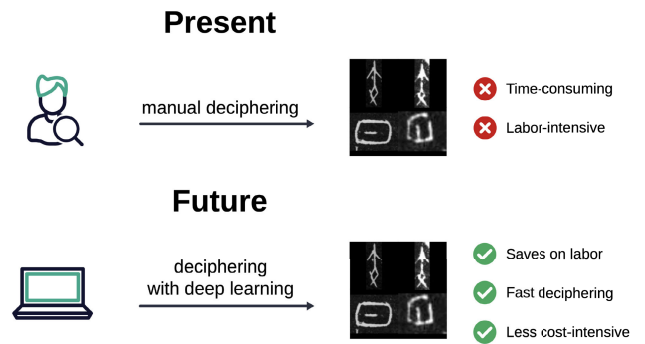 Present
manual deciphering
Time-consuming
Labor-intensive
Future
deciphering
with deep learning
Saves on labor
Fast deciphering
Less cost-intensive